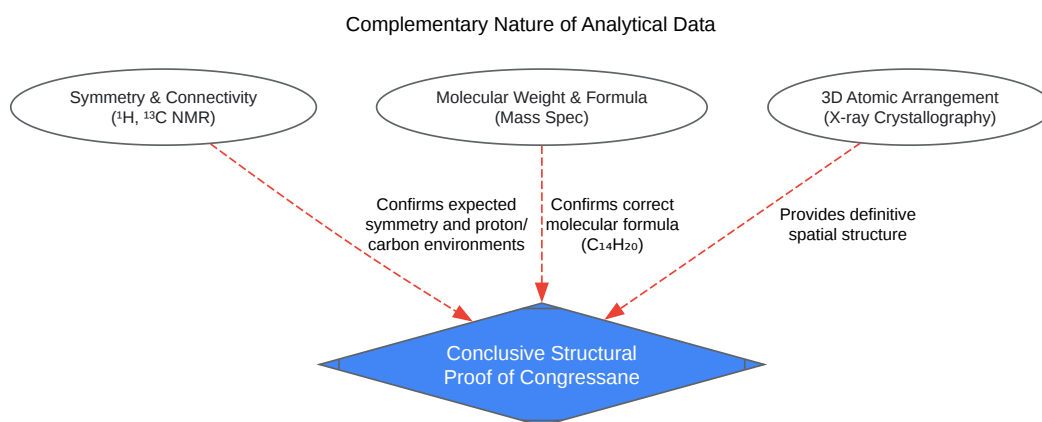 Complementary Nature of Analytical Data
Symmetry & Connectivity
(¹H, ¹³C NMR)
Molecular Weight & Formula
(Mass Spec)
3D Atomic Arrangement
(X-ray Crystallography)
Confirms expected
symmetry and proton/
carbon environments
Confirms correct
molecular formula
(C₁₄H₂₀)
Provides definitive
spatial structure
Conclusive Structural
Proof of Congressane